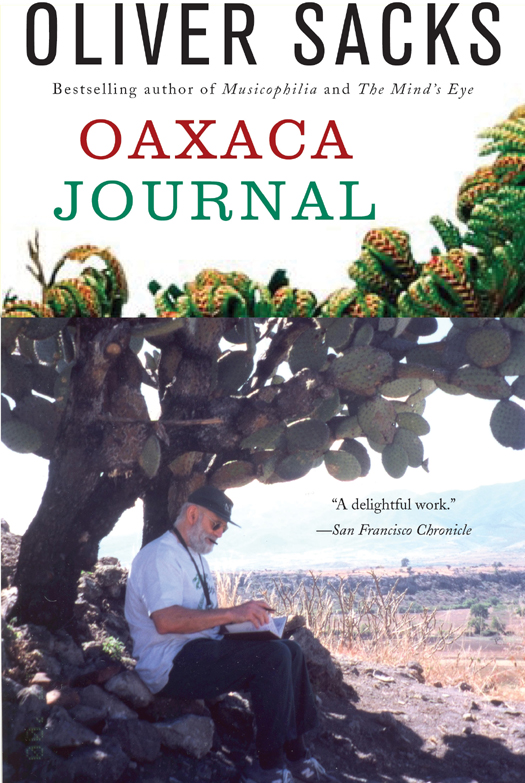 OLIVER SACKS
Bestselling author of Musicophilia and The Mind's Eye
OAXACA
JOURNAL
“A delightful work.”
—San Francisco Chronicle